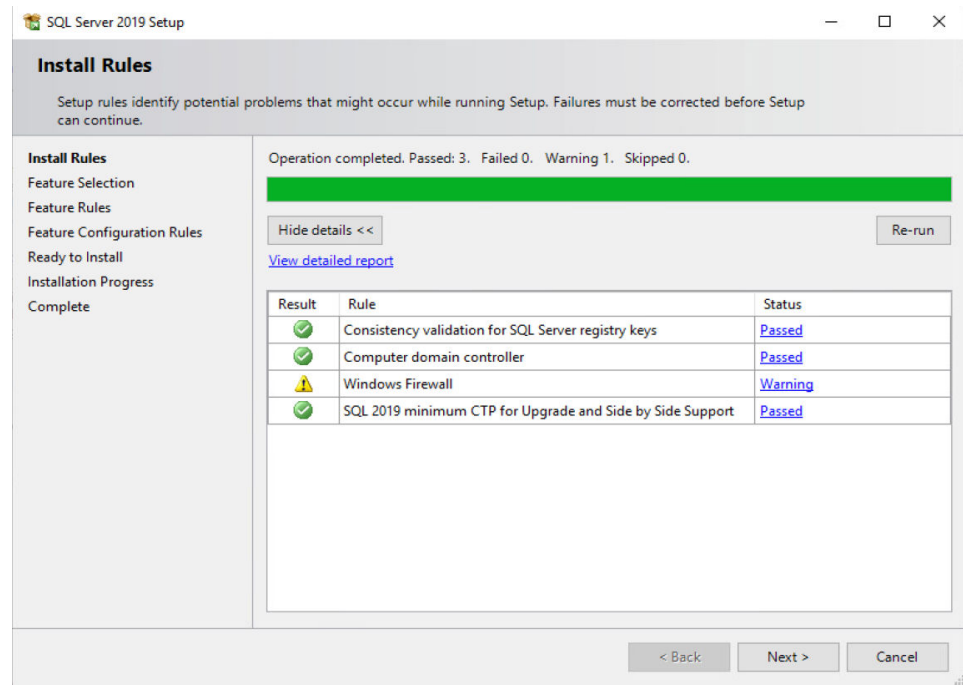 SQL Server 2019 Setup
Install Rules
Setup rules identify potential problems that might occur while running Setup. Failures must be corrected before Setup
can continue.
Install Rules
Feature Selection
Feature Rules
Feature Configuration Rules
Ready to Install
Installation Progress
Complete
Operation completed. Passed: 3.   Failed 0.   Warning 1.   Skipped 0.
Hide details <<
Re-run
View detailed report
Result Rule Status
Consistency validation for SQL Server registry keys Passed
Computer domain controller Passed
Windows Firewall Warning
SQL 2019 minimum CTP for Upgrade and Side by Side Support Passed
< Back Next > Cancel